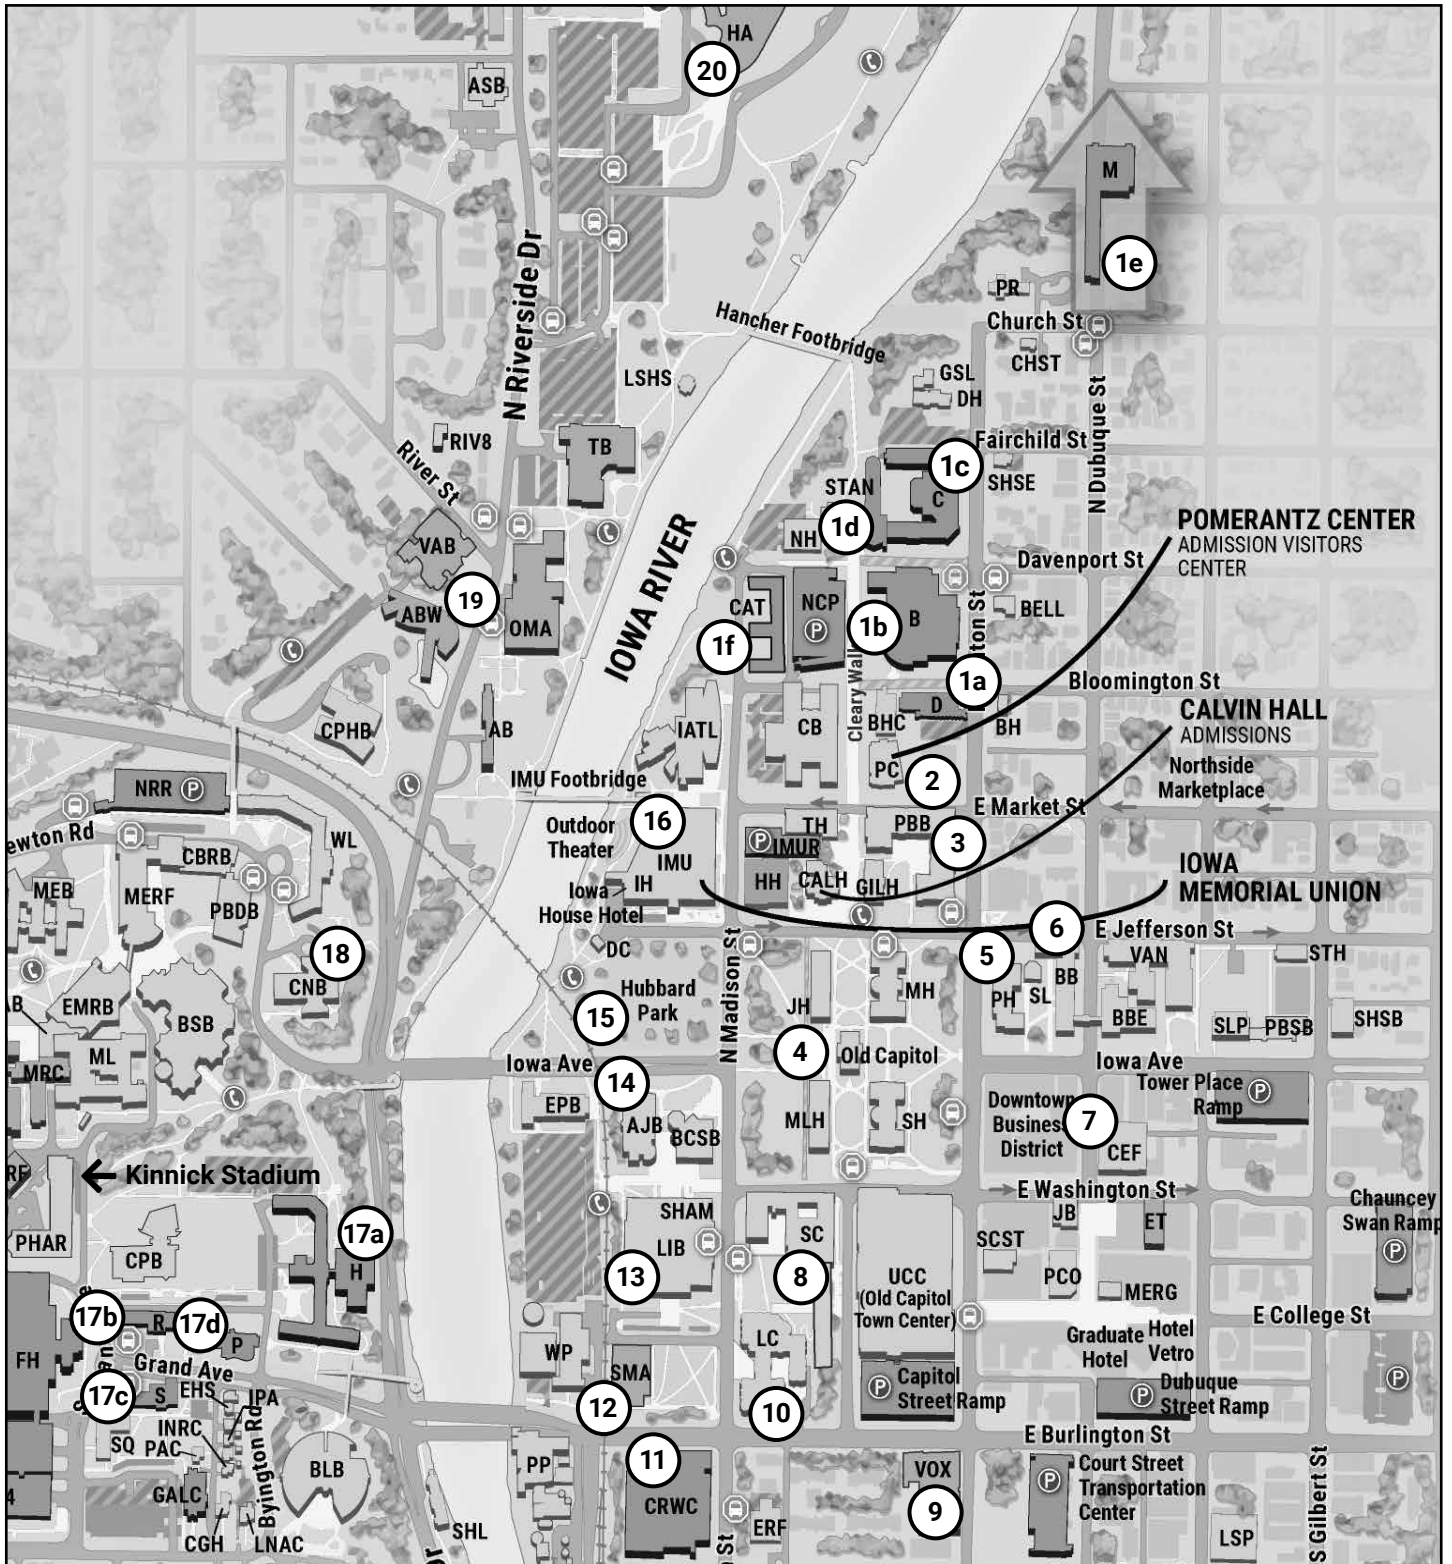 HA
20
ASB
M
1e
PR
Church St
N Riverside Dr
Hancher Footbridge
CHST
LSHS
GSL
DH
N Dubuque St
RIV8
TB
River St
Fairchild St
1c
C
SHSE
STAN
1d
NH
POMERANTZ CENTER
ADMISSION VISITORS
CENTER
VAB
Davenport St
19
ABW
OMA
IOWA RIVER
CAT
NCP
P
1b
B
BELL
1f
Cleary Walk
1a
Bloomington St
D
BHC
BH
CALVIN HALL
ADMISSIONS
CPHB
AB
IATL
CB
PC
2
Northside
Marketplace
IMU Footbridge
NRR
P
E Market St
16
Outdoor
Theater
TH
PBB
3
P
IMUR
WL
CBRB
IMU
IH
HH
CALH
GILH
IOWA
MEMORIAL UNION
MEB
MERF
PBDB
Iowa
House Hotel
6
E Jefferson St
DC
5
18
CNB
N Madison St
VAN
STH
BB
EMRB
BSB
Hubbard
Park
15
JH
MH
PH
SL
BBE
SLP
PBSB
SHSB
ML
MRC
4
Old Capitol
Iowa Ave
Iowa Ave
14
Tower Place
Ramp
P
EPB
AJB
BCSB
MLH
SH
Downtown
Business
District
7
CEF
Kinnick Stadium
E Washington St
Chauncey
Swan Ramp
P
PHAR
CPB
17a
H
SHAM
LIB
13
SC
8
UCC
(Old Capitol
Town Center)
SCST
JB
ET
PCO
MERG
E College St
17b
R
17d
P
FH
Grand Ave
17c
S
EHS
IPA
WP
SMA
12
LC
10
P
Capitol
Street Ramp
Graduate
Hotel
Hotel
Vetro
P
Dubuque
Street Ramp
P
INRC
SQ
PAC
Byington Rd
BLB
GALC
CGH
LNAC
SHL
PP
11
CRWC
ERF
VOX
9
E Burlington St
P
Court Street
Transportation
Center
LSP
S Gilbert St